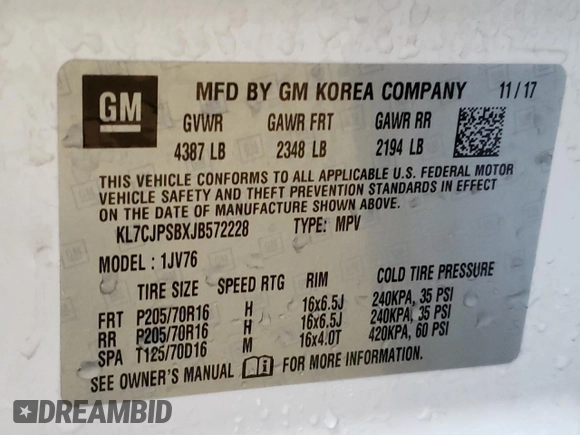 GM
MFD BY GM KOREA COMPANY 11/17
GVWR GAWR FRT GAWR RR
4387 LB 2348 LB 2194 LB
THIS VEHICLE CONFORMS TO ALL APPLICABLE U.S. FEDERAL MOTOR
VEHICLE SAFETY AND THEFT PREVENTION STANDARDS IN EFFECT
ON THE DATE OF MANUFACTURE SHOWN ABOVE.
KL7CJPSBXJB572228 TYPE: MPV
MODEL : 1JV76
TIRE SIZE SPEED RTG RIM COLD TIRE PRESSURE
FRT P205/70R16 H 16x6.5J 240KPA, 35 PSI
RR P205/70R16 H 16x6.5J 240KPA, 35 PSI
SPA T125/70D16 M 16x4.0T 420KPA, 60 PSI
SEE OWNER'S MANUAL FOR MORE INFORMATION.
DREAMBID